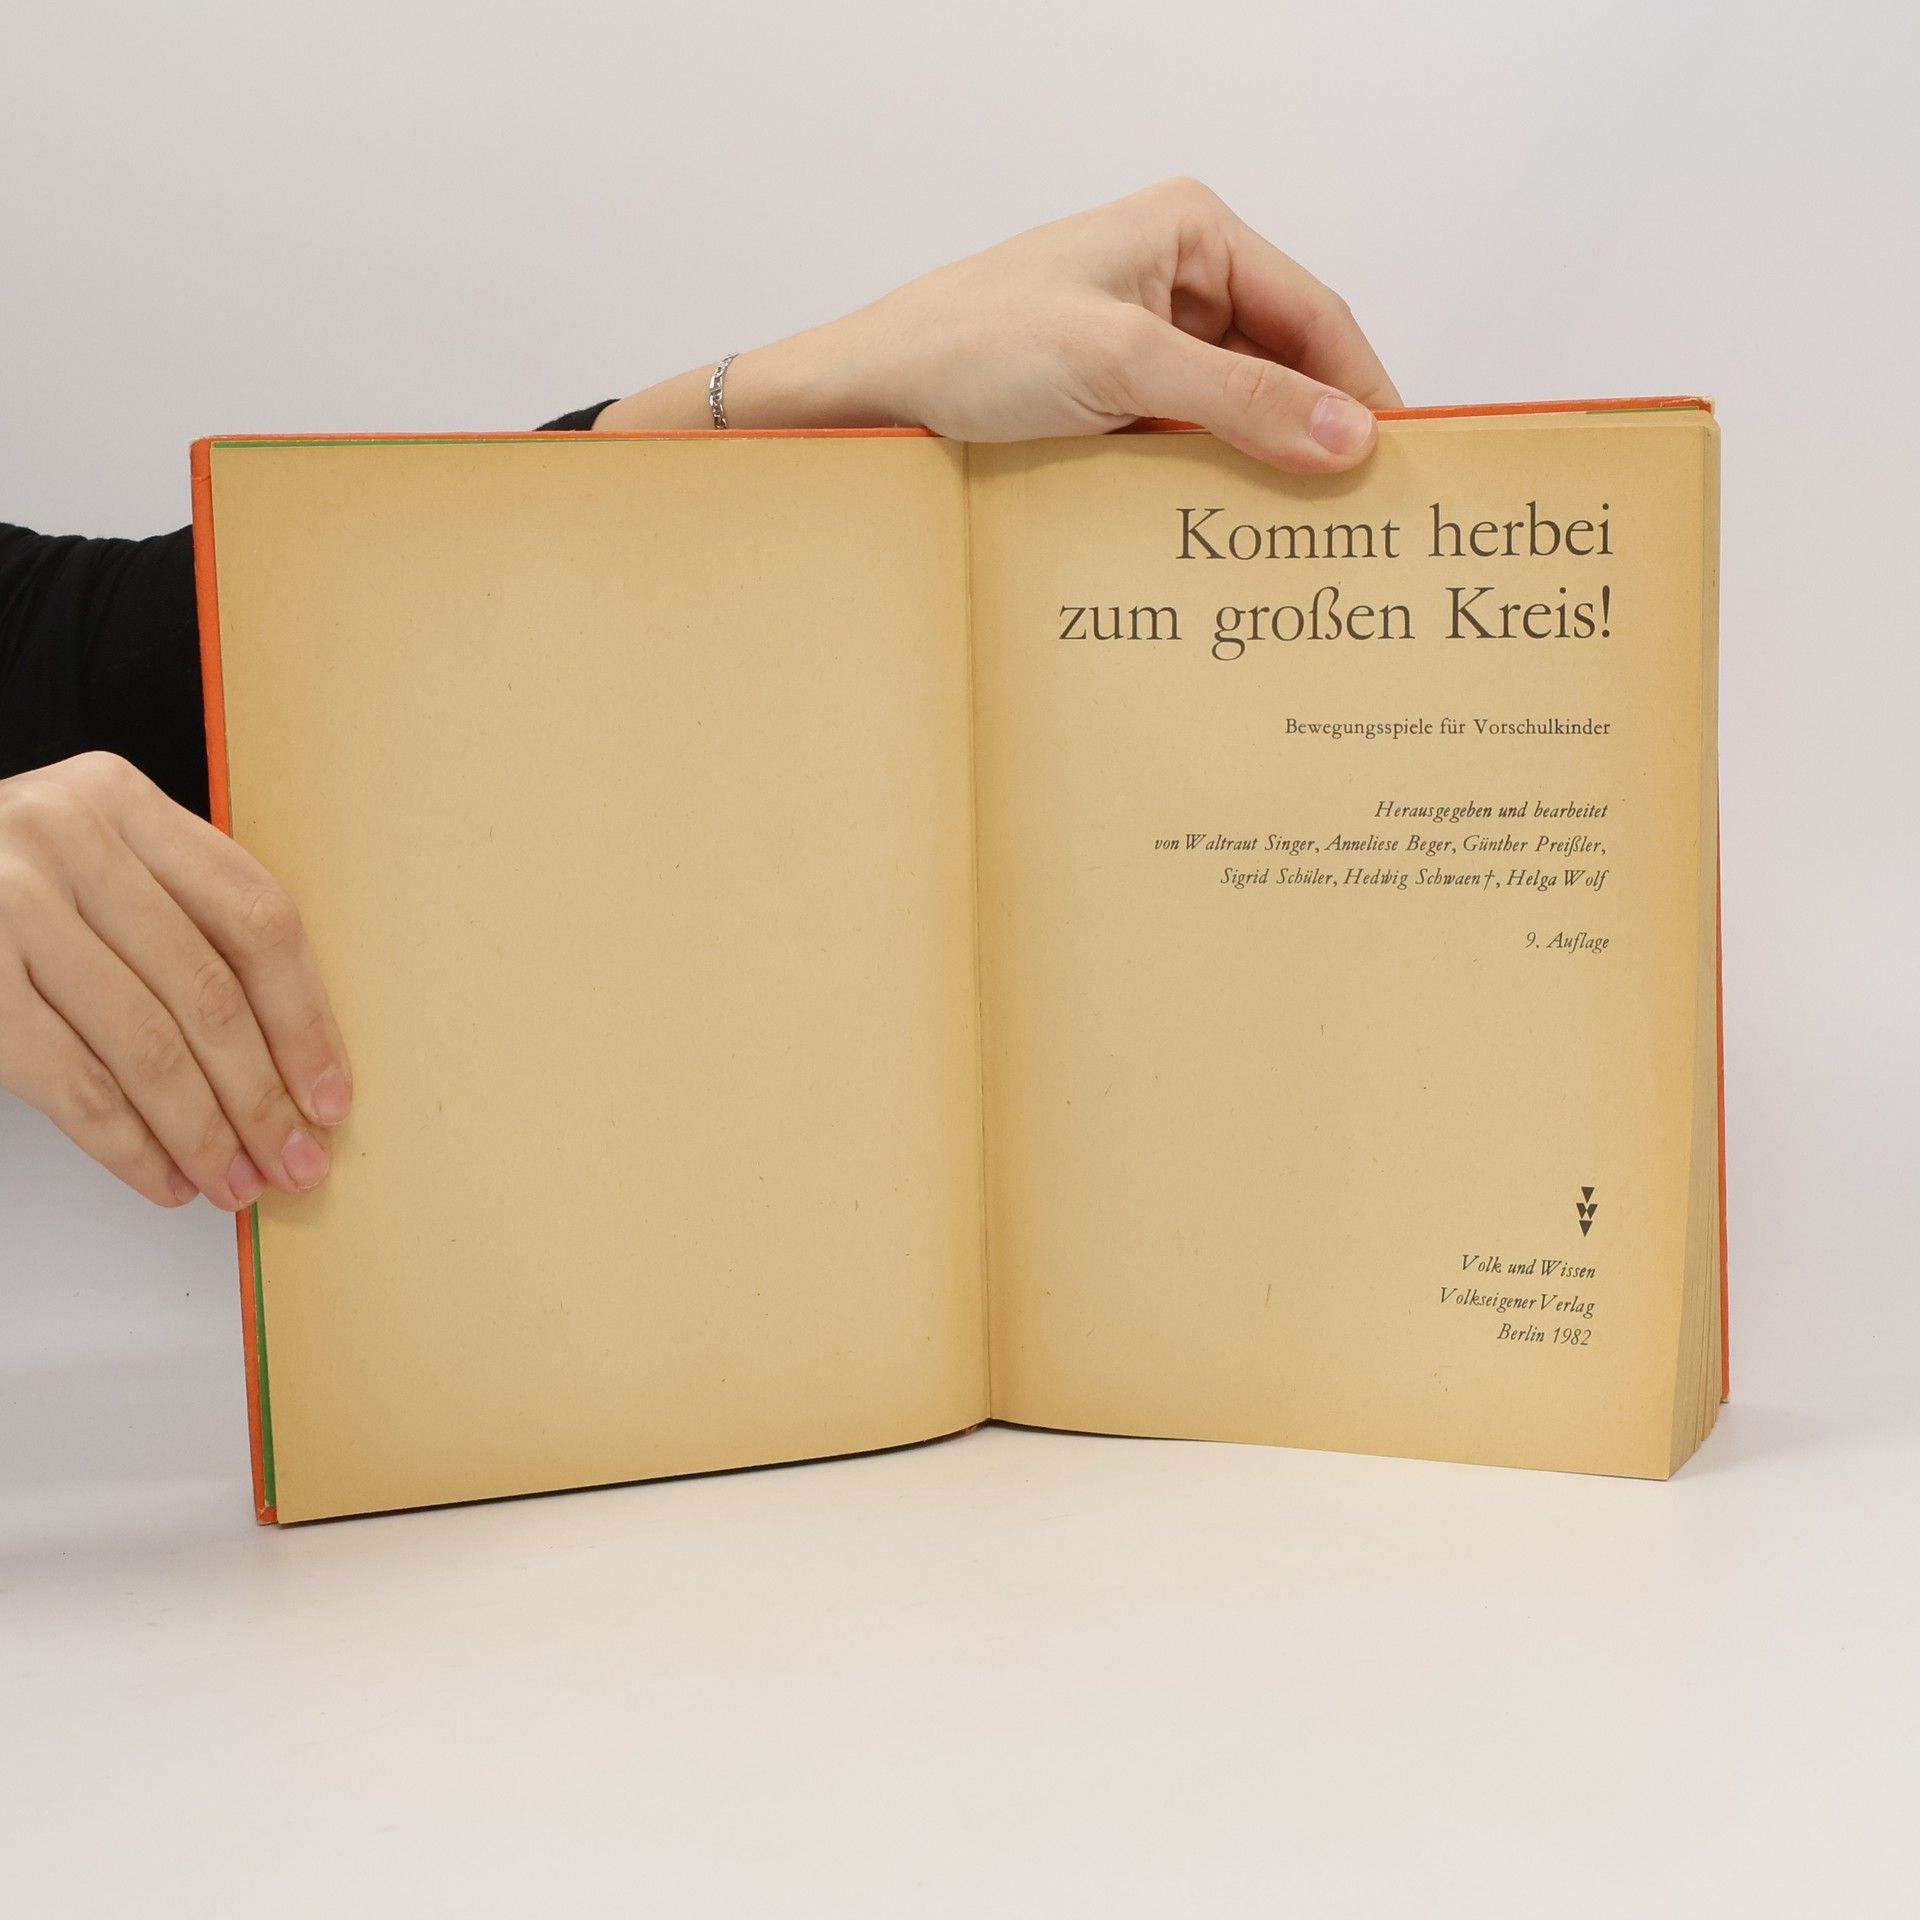 Kommt herbei
zum großen Kreis!
Bewegungsspiele für Vorschulkinder
Herausgegeben und bearbeitet
von Waltraut Singer, Anneliese Beger, Günther Preißler,
Sigrid Schüler, Hedwig Schwaen†, Helga Wolf
9. Auflage
Volk und Wissen
Volkseigener Verlag
Berlin 1982